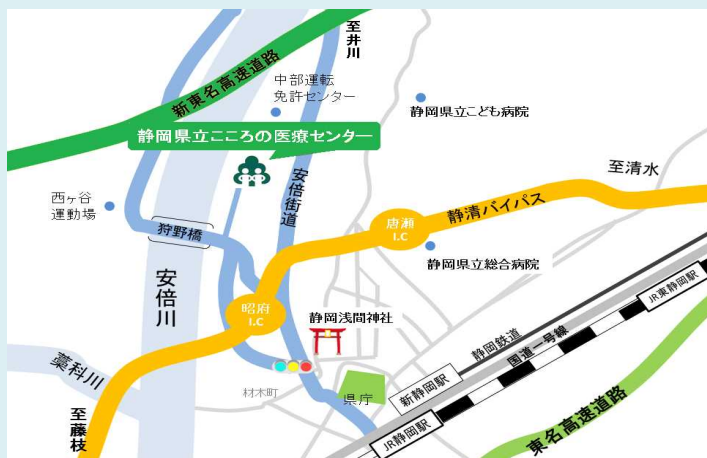 至井川
新東名高速道路
中部運転
免許センター
静岡県立こども病院
静岡県立こころの医療センター
安倍街道
至清水
西ヶ谷
運動場
狩野橋
唐瀬
I.C
静清バイパス
静岡県立総合病院
安倍川
昭府
I.C
静岡浅間神社
JR東静岡駅
静岡鉄道
国道一号線
藁科川
材木町
県庁
新静岡駅
至藤枝
JR静岡駅
東名高速道路